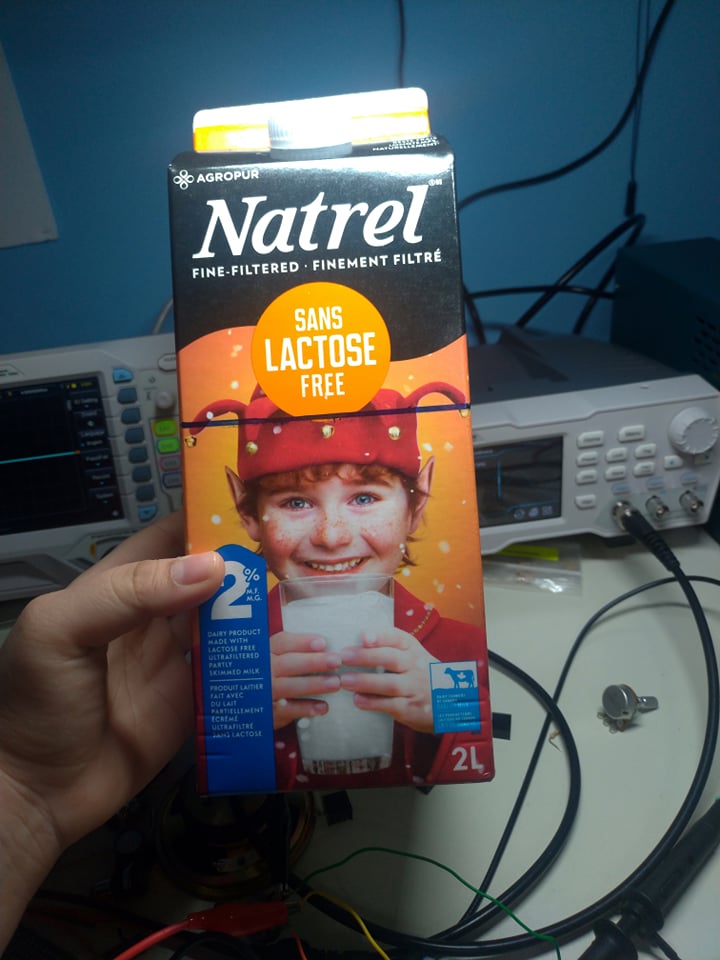 AGROPUR
Natrel
FINE-FILTERED · FINEMENT FILTRÉ
SANS
LACTOSE
FREE
2%
M.F.
M.G.
DAIRY PRODUCT
MADE WITH
LACTOSE FREE
ULTRAFILTERED
PARTLY
SKIMMED MILK
PRODUIT LAITIER
FAIT AVEC
DU LAIT
PARTIELLEMENT
ÉCRÉMÉ
ULTRAFILTRÉ
SANS LACTOSE
2L